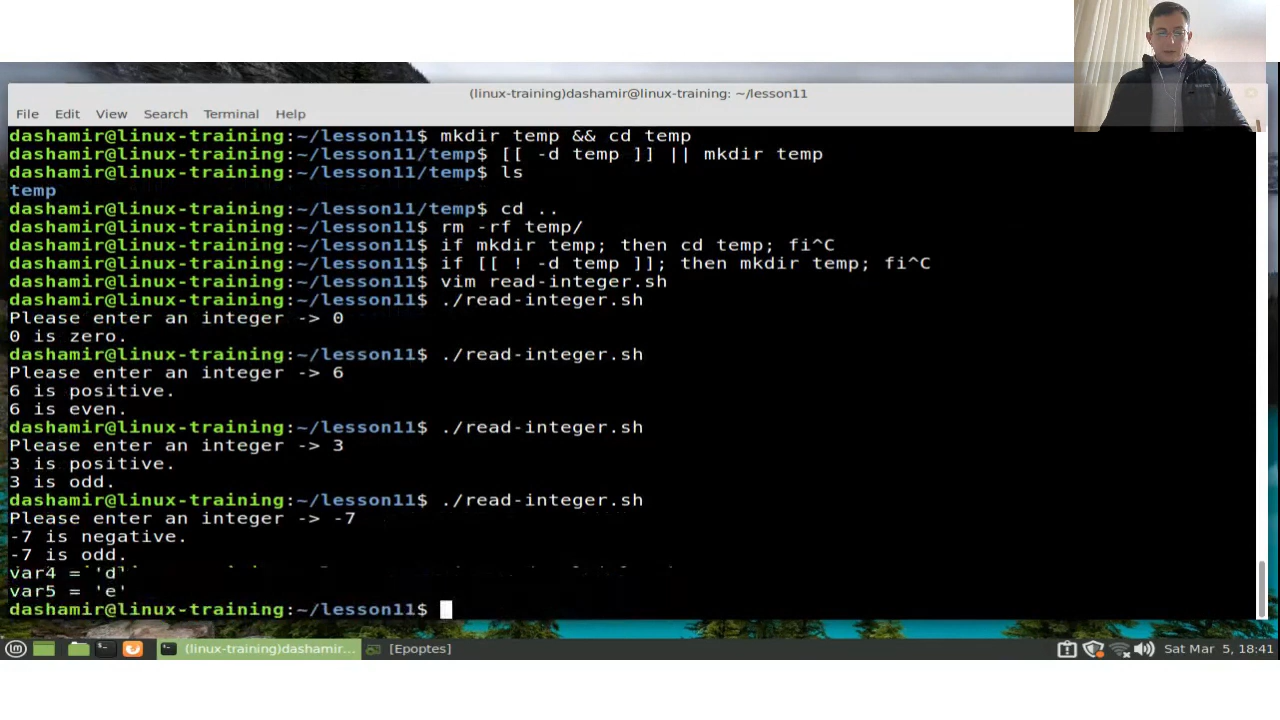 (linux-training)dashamir@linux-training: ~/lesson11
File Edit View Search Terminal Help
dashamir@linux-training:~/lesson11$ mkdir temp && cd temp
dashamir@linux-training:~/lesson11/temp$ [[ -d temp ]] || mkdir temp
dashamir@linux-training:~/lesson11/temp$ ls
temp
dashamir@linux-training:~/lesson11/temp$ cd ..
dashamir@linux-training:~/lesson11$ rm -rf temp/
dashamir@linux-training:~/lesson11$ if mkdir temp; then cd temp; fi^C
dashamir@linux-training:~/lesson11$ if [[ ! -d temp ]]; then mkdir temp; fi^C
dashamir@linux-training:~/lesson11$ vim read-integer.sh
dashamir@linux-training:~/lesson11$ ./read-integer.sh
Please enter an integer -> 0
0 is zero.
dashamir@linux-training:~/lesson11$ ./read-integer.sh
Please enter an integer -> 6
6 is positive.
6 is even.
dashamir@linux-training:~/lesson11$ ./read-integer.sh
Please enter an integer -> 3
3 is positive.
3 is odd.
dashamir@linux-training:~/lesson11$ ./read-integer.sh
Please enter an integer -> -7
-7 is negative.
-7 is odd.
var4 = 'd'
var5 = 'e'
dashamir@linux-training:~/lesson11$
(linux-training)dashamir... [Epoptes] Sat Mar 5, 18:41